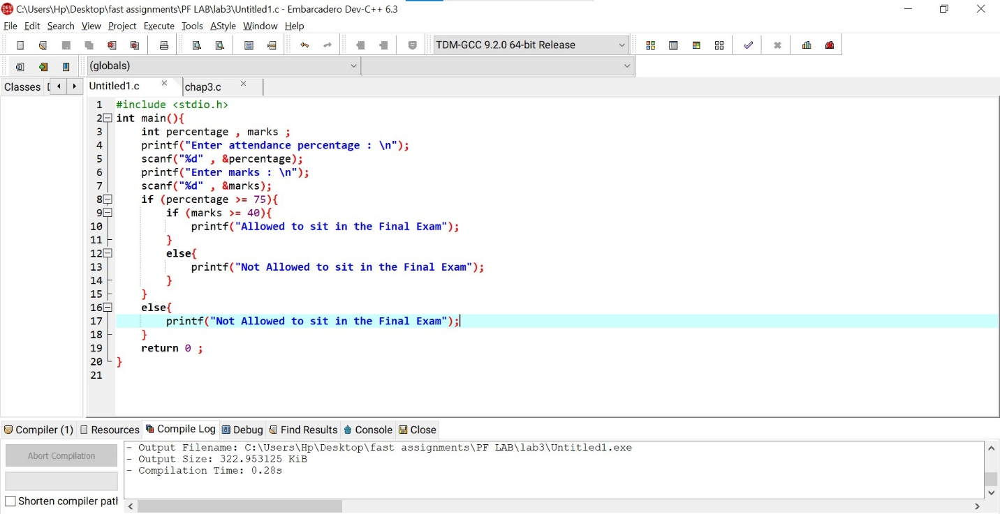 C:\Users\Hp\Desktop\fast assignments\PF LAB\lab3\Untitled1.c - Embarcadero Dev-C++ 6.3
File Edit Search View Project Execute Tools AStyle Window Help
TDM-GCC 9.2.0 64-bit Release
(globals)
Classes Untitled1.c chap3.c
1 #include <stdio.h>
2 int main(){
3 int percentage , marks ;
4 printf("Enter attendance percentage : \n");
5 scanf("%d" , &percentage);
6 printf("Enter marks : \n");
7 scanf("%d" , &marks);
8 if (percentage >= 75){
9 if (marks >= 40){
10 printf("Allowed to sit in the Final Exam");
11 }
12 else{
13 printf("Not Allowed to sit in the Final Exam");
14 }
15 }
16 else{
17 printf("Not Allowed to sit in the Final Exam");
18 }
19 return 0 ;
20 }
21
Compiler (1) Resources Compile Log Debug Find Results Console Close
Abort Compilation
- Output Filename: C:\Users\Hp\Desktop\fast assignments\PF LAB\lab3\Untitled1.exe
- Output Size: 322.953125 KiB
- Compilation Time: 0.28s
Shorten compiler path